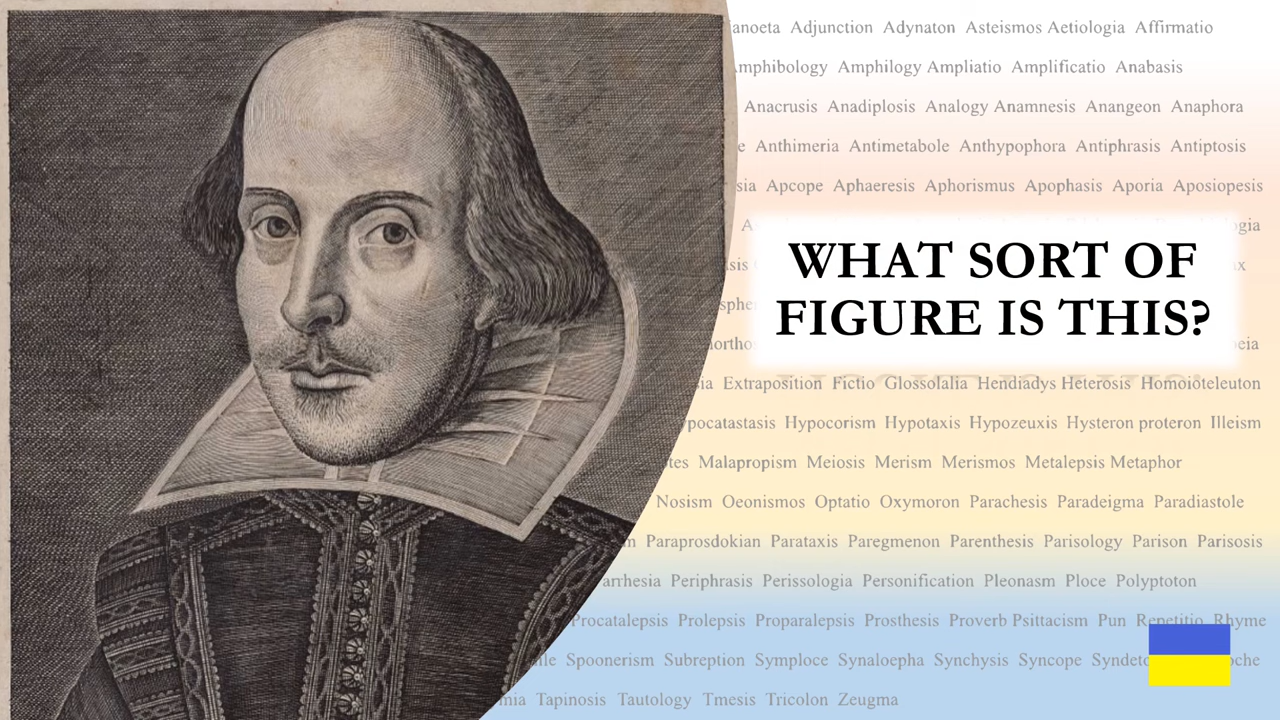 Adjunction Adynaton Asteismos Aetiologia Affirmatio
Amphilogy Ampliatio Amplificatio Anabasis
Anacrusis Anadiplosis Analogy Anamnesis Anangeon Anaphora
Anthimeria Antimetabole Anthypophora Antiphrasis Antiptosis
Apcope Aphaeresis Aphorismus Apophasis Aporia Aposiopesis
WHAT SORT OF
FIGURE IS THIS?
Extraposition Fictio Glossolalia Hendiadys Heterosis Homoioteleuton
Hypocorism Hypotaxis Hypozeuxis Hysteron proteron Illeism
Malapropism Meiosis Merism Merismos Metalepsis Metaphor
Nosism Oeonismos Optatio Oxymoron Parachesis Paradeigma Paradiastole
Paraprosdokian Parataxis Paregmenon Parenthesis Parisology Parison Parisosis
Periphrasis Perissologia Personification Pleonasm Ploce Polyptoton
Procatalepsis Prolepsis Proparalepsis Prosthesis Proverb Psittacism Pun Repetitio Rhyme
Spoonerism Subreption Symploce Synaloepha Synchysis Syncope
Tapinosis Tautology Tmesis Tricolon Zeugma